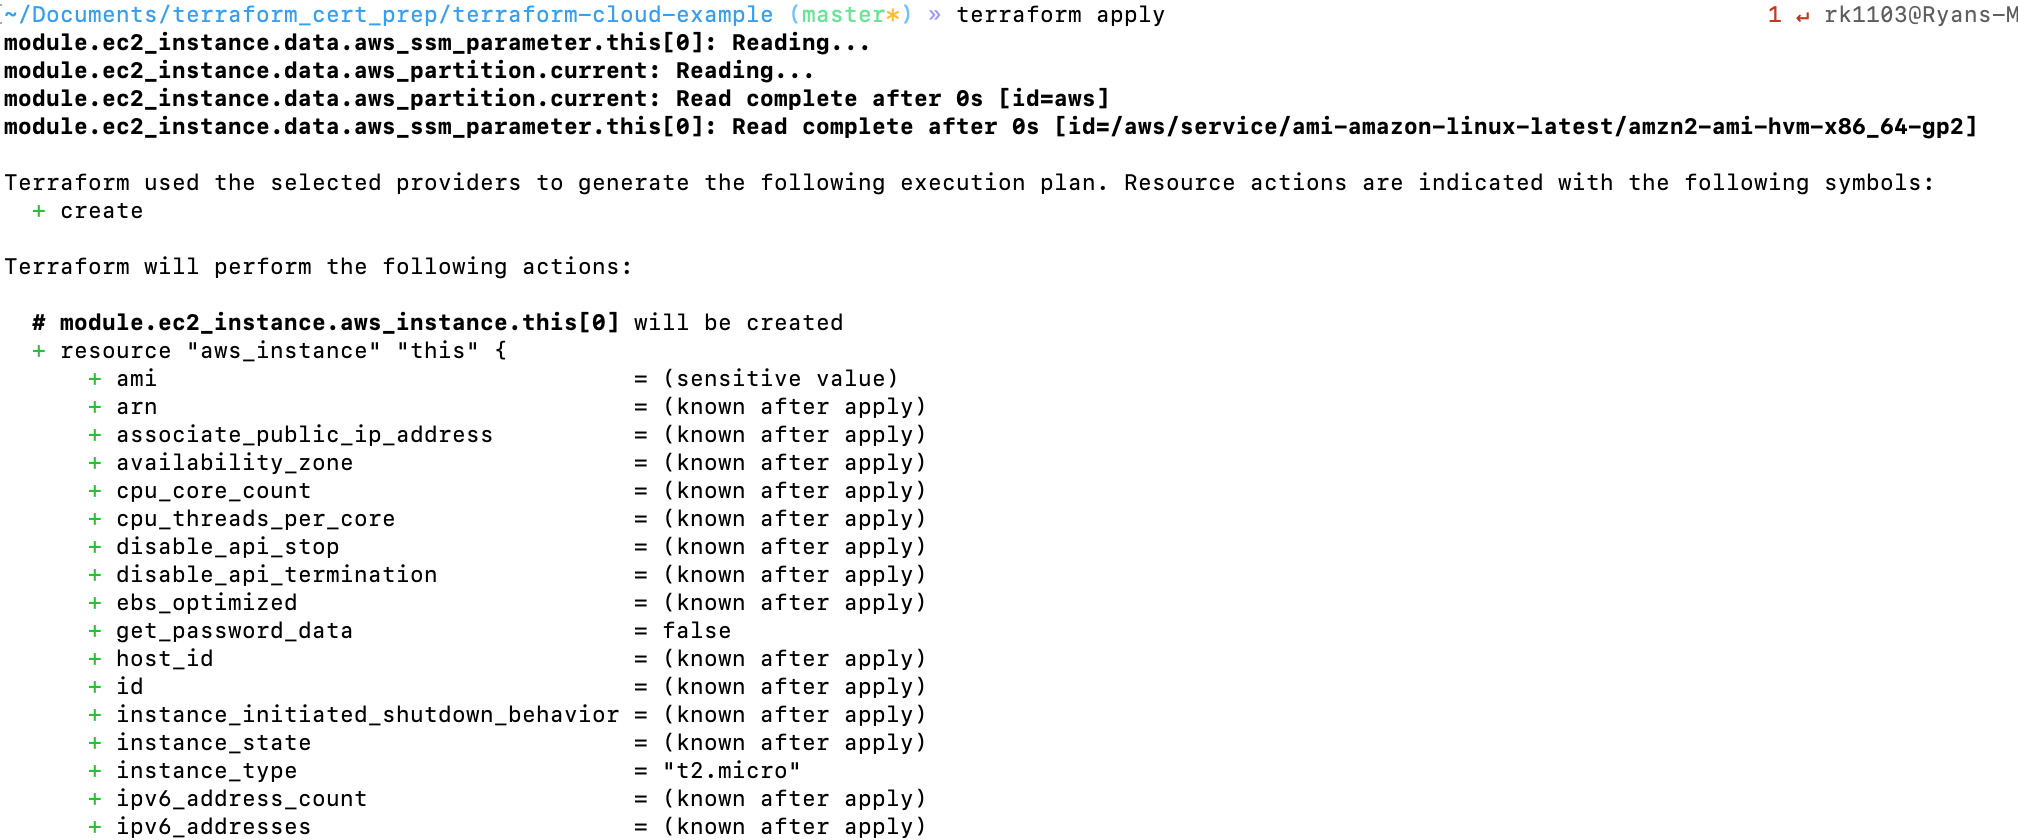 ~/Documents/terraform_cert_prep/terraform-cloud-example (master*) » terraform apply 1 ↵ rk1103@Ryans-M
module.ec2_instance.data.aws_ssm_parameter.this[0]: Reading...
module.ec2_instance.data.aws_partition.current: Reading...
module.ec2_instance.data.aws_partition.current: Read complete after 0s [id=aws]
module.ec2_instance.data.aws_ssm_parameter.this[0]: Read complete after 0s [id=/aws/service/ami-amazon-linux-latest/amzn2-ami-hvm-x86_64-gp2]
Terraform used the selected providers to generate the following execution plan. Resource actions are indicated with the following symbols:
+ create
Terraform will perform the following actions:
# module.ec2_instance.aws_instance.this[0] will be created
+ resource "aws_instance" "this" {
+ ami = (sensitive value)
+ arn = (known after apply)
+ associate_public_ip_address = (known after apply)
+ availability_zone = (known after apply)
+ cpu_core_count = (known after apply)
+ cpu_threads_per_core = (known after apply)
+ disable_api_stop = (known after apply)
+ disable_api_termination = (known after apply)
+ ebs_optimized = (known after apply)
+ get_password_data = false
+ host_id = (known after apply)
+ id = (known after apply)
+ instance_initiated_shutdown_behavior = (known after apply)
+ instance_state = (known after apply)
+ instance_type = "t2.micro"
+ ipv6_address_count = (known after apply)
+ ipv6_addresses = (known after apply)